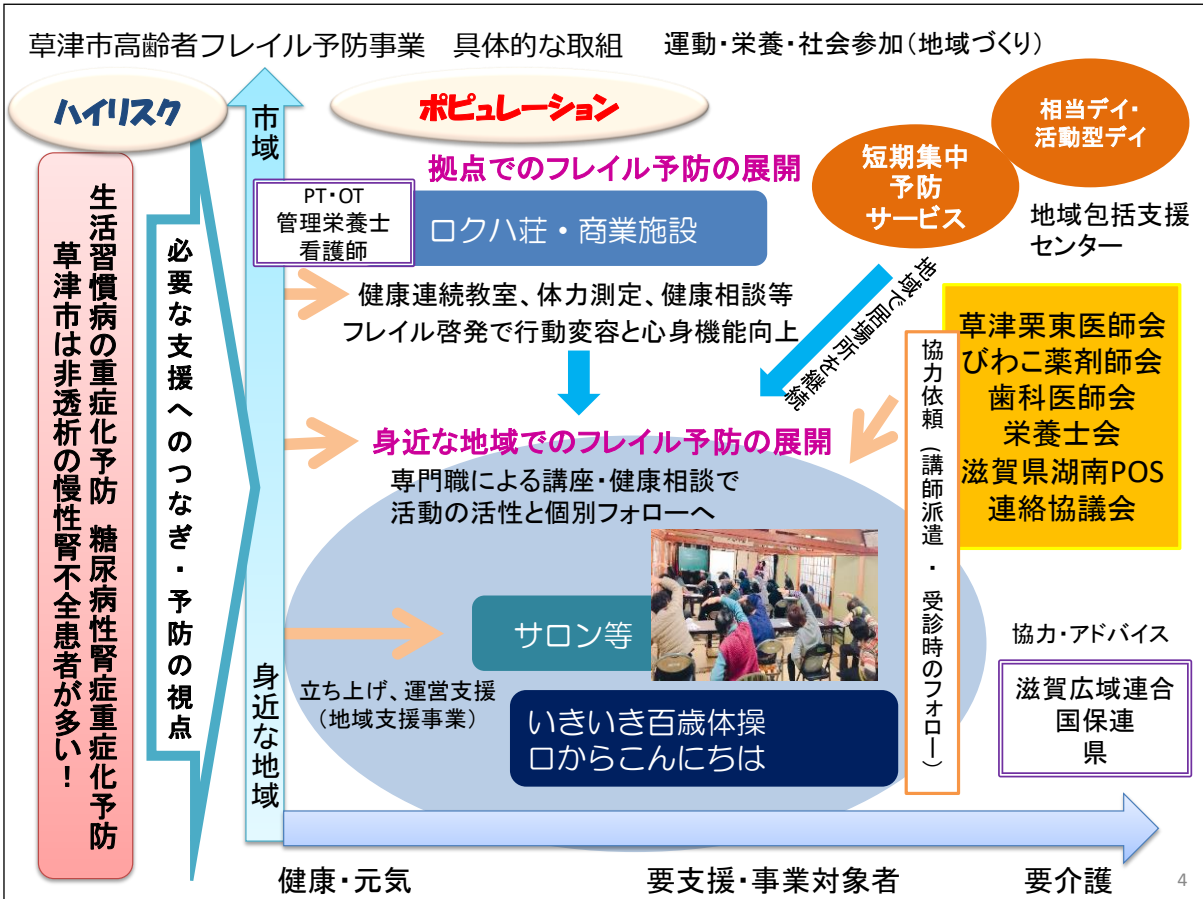 草津市高齢者フレイル予防事業　具体的な取組　運動・栄養・社会参加（地域づくり）
ハイリスク
生活習慣病の重症化予防　糖尿病性腎症重症化予防
草津市は非透析の慢性腎不全患者が多い！
必要な支援へのつなぎ・予防の視点
市域
身近な地域
ポピュレーション
拠点でのフレイル予防の展開
PT・OT
管理栄養士
看護師
ロクハ荘・商業施設
健康連続教室、体力測定、健康相談等
フレイル啓発で行動変容と心身機能向上
身近な地域でのフレイル予防の展開
専門職による講座・健康相談で
活動の活性と個別フォローへ
サロン等
立ち上げ、運営支援
（地域支援事業）
いきいき百歳体操
口からこんにちは
短期集中
予防
サービス
相当デイ・
活動型デイ
地域包括支援
センター
地域で居場所を継続
協力依頼（講師派遣・受診時のフォロー）
草津栗東医師会
びわこ薬剤師会
歯科医師会
栄養士会
滋賀県湖南POS
連絡協議会
協力・アドバイス
滋賀広域連合
国保連
県
健康・元気
要支援・事業対象者
要介護
4